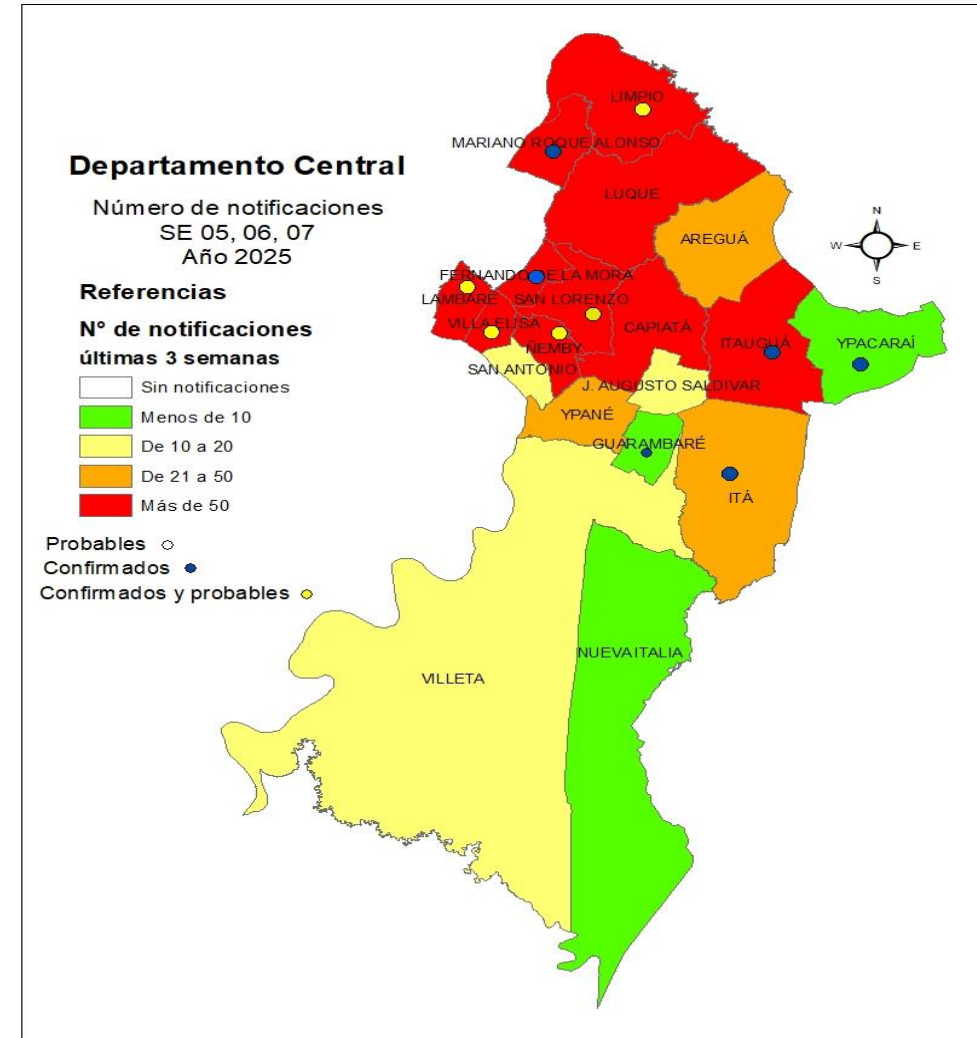 Departamento Central
Número de notificaciones
SE 05, 06, 07
Año 2025
Referencias
N° de notificaciones
últimas 3 semanas
Sin notificaciones
Menos de 10
De 10 a 20
De 21 a 50
Más de 50
Probables
Confirmados
Confirmados y probables
LIMPIO
MARIANO ROQUE ALONSO
LUQUE
AREGUÁ
N
W E
S
FERNANDO DE LA MORA
LAMBARE SAN LORENZO
VILLA ELISA CAPIATÁ ITAUGUÁ YPACARAÍ
ÑEMBY
SAN ANTONIO
J. AUGUSTO SALDIVAR
YPANÉ
GUARAMBARÉ
ITÁ
NUEVA ITALIA
VILLETA